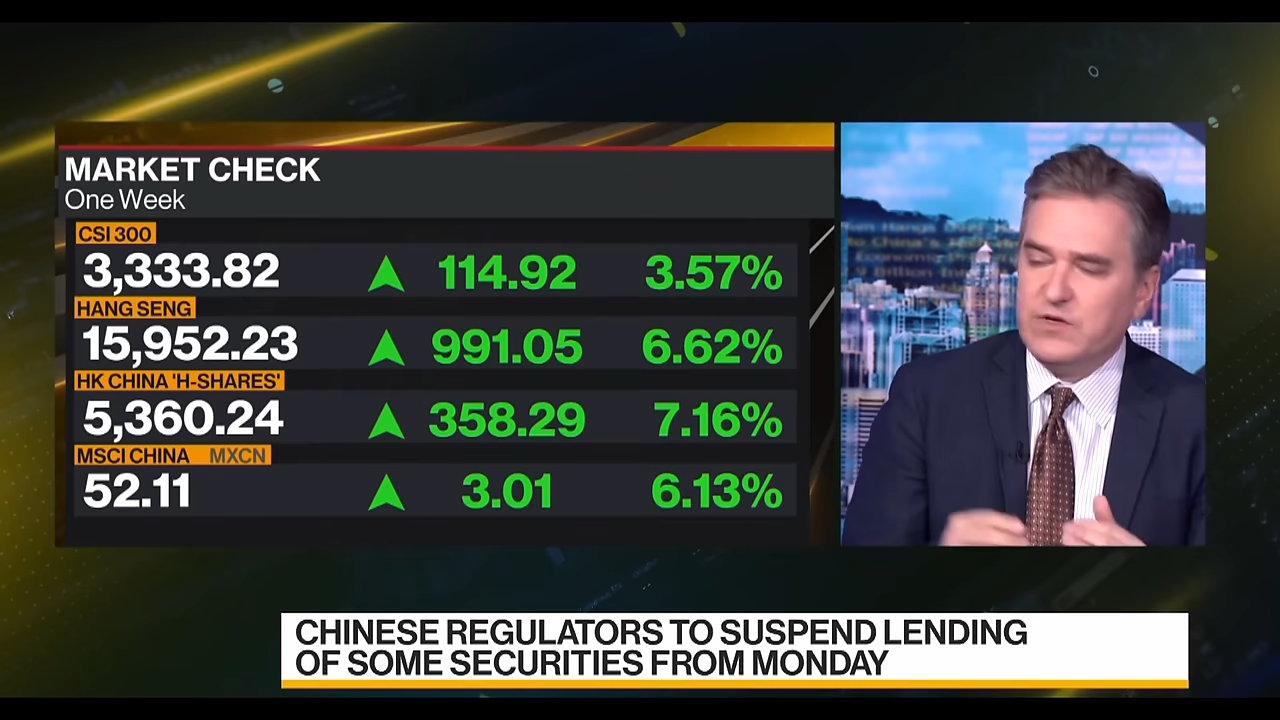 MARKET CHECK
One Week
CSI 300
3,333.82 114.92 3.57%
HANG SENG
15,952.23 991.05 6.62%
HK CHINA 'H-SHARES'
5,360.24 358.29 7.16%
MSCI CHINA MXCN
52.11 3.01 6.13%
CHINESE REGULATORS TO SUSPEND LENDING
OF SOME SECURITIES FROM MONDAY